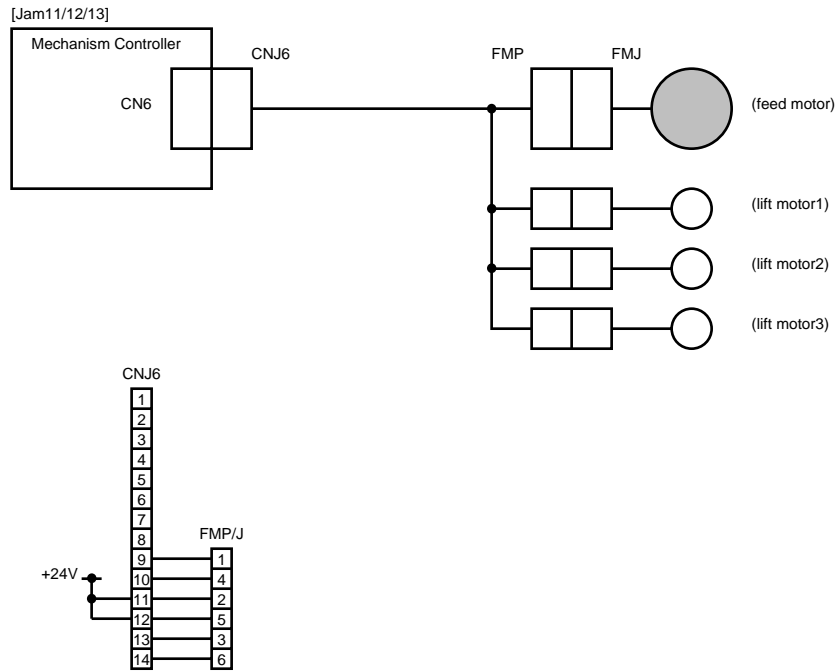 [Jam11/12/13]
Mechanism Controller
CNJ6
FMP
FMJ
CN6
(feed motor)
(lift motor1)
(lift motor2)
(lift motor3)
CNJ6
1
2
3
4
5
6
7
8
FMP/J
9 1
+24V 10 4
11 2
12 5
13 3
14 6